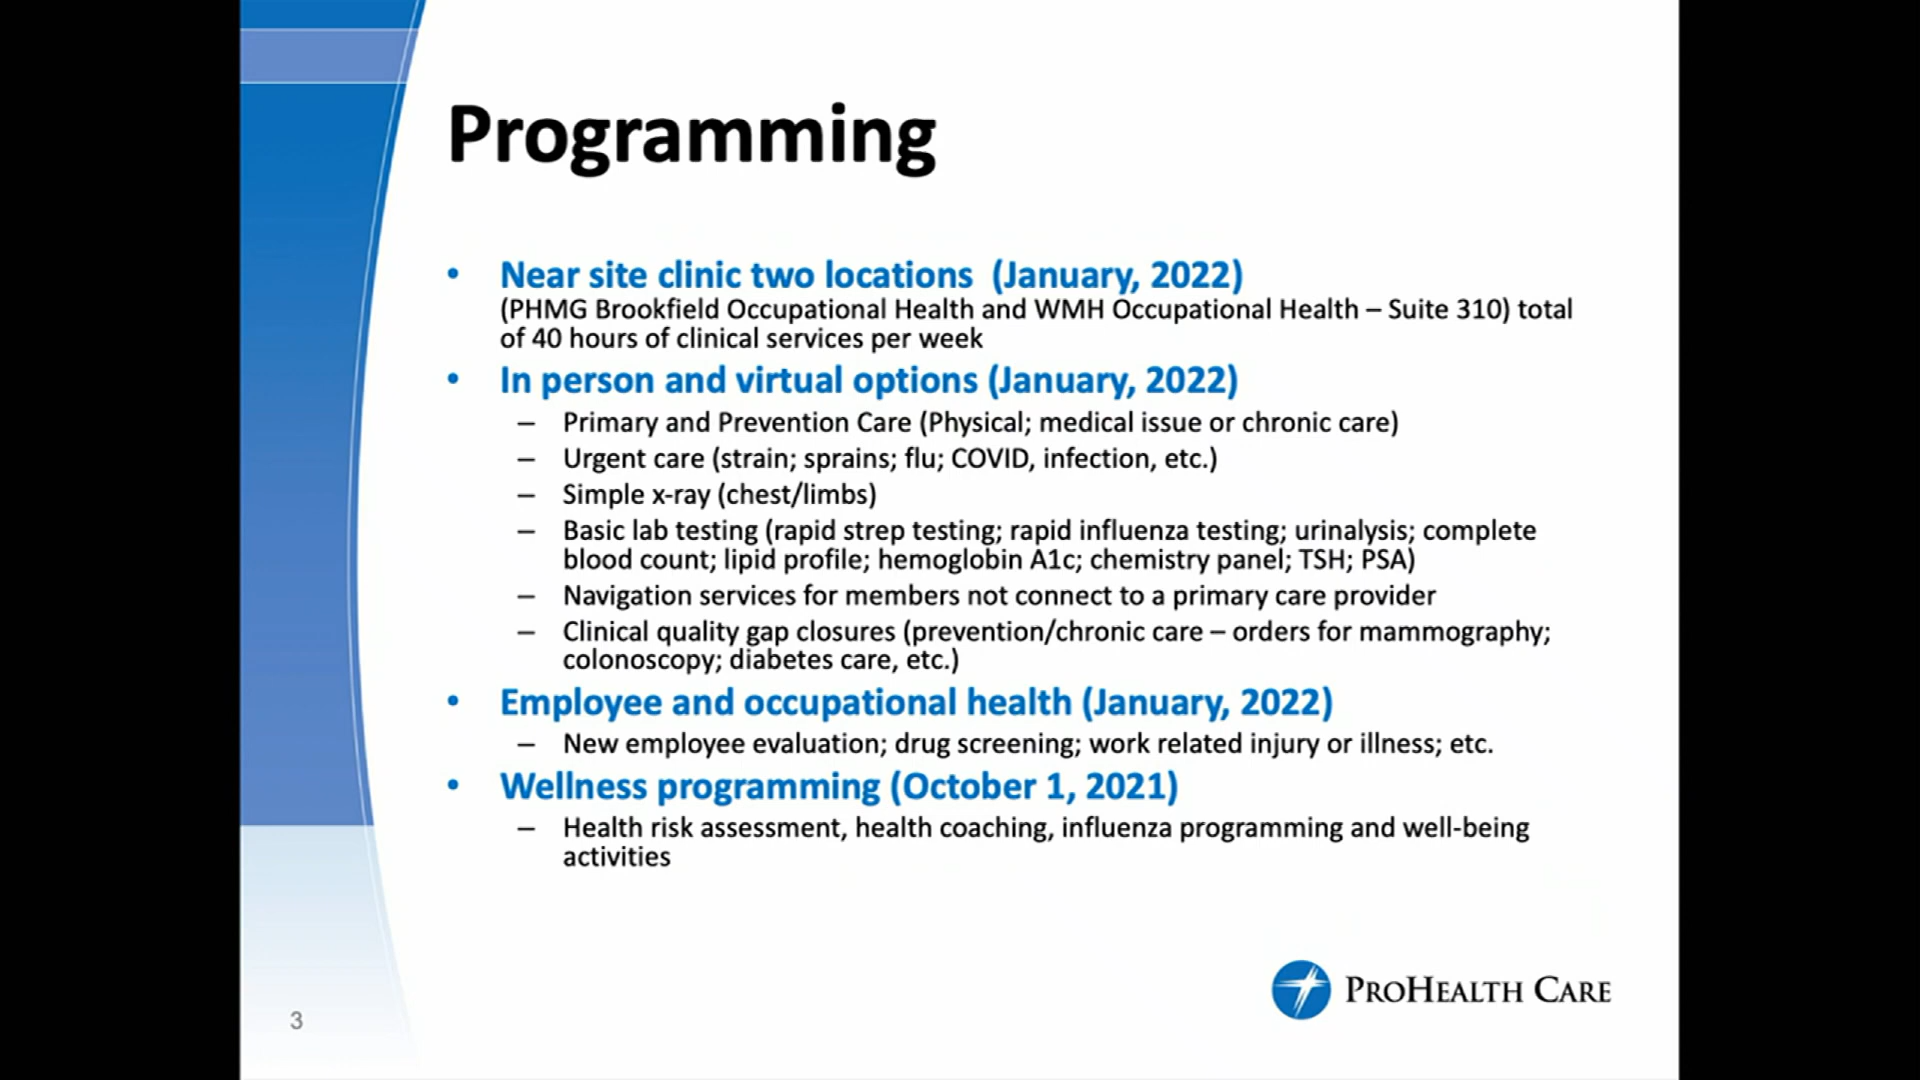 Programming
• Near site clinic two locations  (January, 2022)
(PHMG Brookfield Occupational Health and WMH Occupational Health – Suite 310) total
of 40 hours of clinical services per week
• In person and virtual options (January, 2022)
– Primary and Prevention Care (Physical; medical issue or chronic care)
– Urgent care (strain; sprains; flu; COVID, infection, etc.)
– Simple x-ray (chest/limbs)
– Basic lab testing (rapid strep testing; rapid influenza testing; urinalysis; complete
blood count; lipid profile; hemoglobin A1c; chemistry panel; TSH; PSA)
– Navigation services for members not connect to a primary care provider
– Clinical quality gap closures (prevention/chronic care – orders for mammography;
colonoscopy; diabetes care, etc.)
• Employee and occupational health (January, 2022)
– New employee evaluation; drug screening; work related injury or illness; etc.
• Wellness programming (October 1, 2021)
– Health risk assessment, health coaching, influenza programming and well-being
activities
PROHEALTH CARE
3